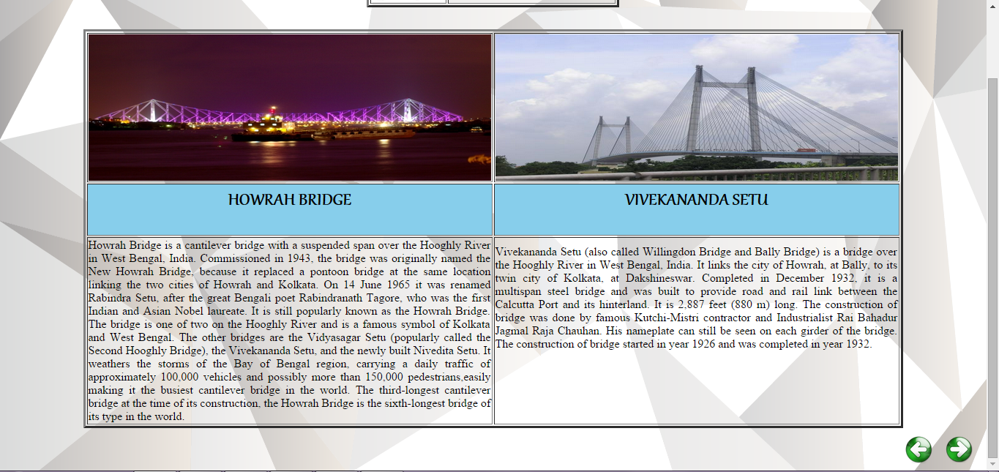 HOWRAH BRIDGE
VIVEKANANDA SETU
Howrah Bridge is a cantilever bridge with a suspended span over the Hooghly River
in West Bengal, India. Commissioned in 1943, the bridge was originally named the
New Howrah Bridge, because it replaced a pontoon bridge at the same location
linking the two cities of Howrah and Kolkata. On 14 June 1965 it was renamed
Rabindra Setu, after the great Bengali poet Rabindranath Tagore, who was the first
Indian and Asian Nobel laureate. It is still popularly known as the Howrah Bridge.
The bridge is one of two on the Hooghly River and is a famous symbol of Kolkata
and West Bengal. The other bridges are the Vidyasagar Setu (popularly called the
Second Hooghly Bridge), the Vivekananda Setu, and the newly built Nivedita Setu. It
weathers the storms of the Bay of Bengal region, carrying a daily traffic of
approximately 100,000 vehicles and possibly more than 150,000 pedestrians,easily
making it the busiest cantilever bridge in the world. The third-longest cantilever
bridge at the time of its construction, the Howrah Bridge is the sixth-longest bridge of
its type in the world.
Vivekananda Setu (also called Willingdon Bridge and Bally Bridge) is a bridge over
the Hooghly River in West Bengal, India. It links the city of Howrah, at Bally, to its
twin city of Kolkata, at Dakshineswar. Completed in December 1932, it is a
multispan steel bridge and was built to provide road and rail link between the
Calcutta Port and its hinterland. It is 2,887 feet (880 m) long. The construction of
bridge was done by famous Kutchi-Mistri contractor and Industrialist Rai Bahadur
Jagmal Raja Chauhan. His nameplate can still be seen on each girder of the bridge.
The construction of bridge started in year 1926 and was completed in year 1932.